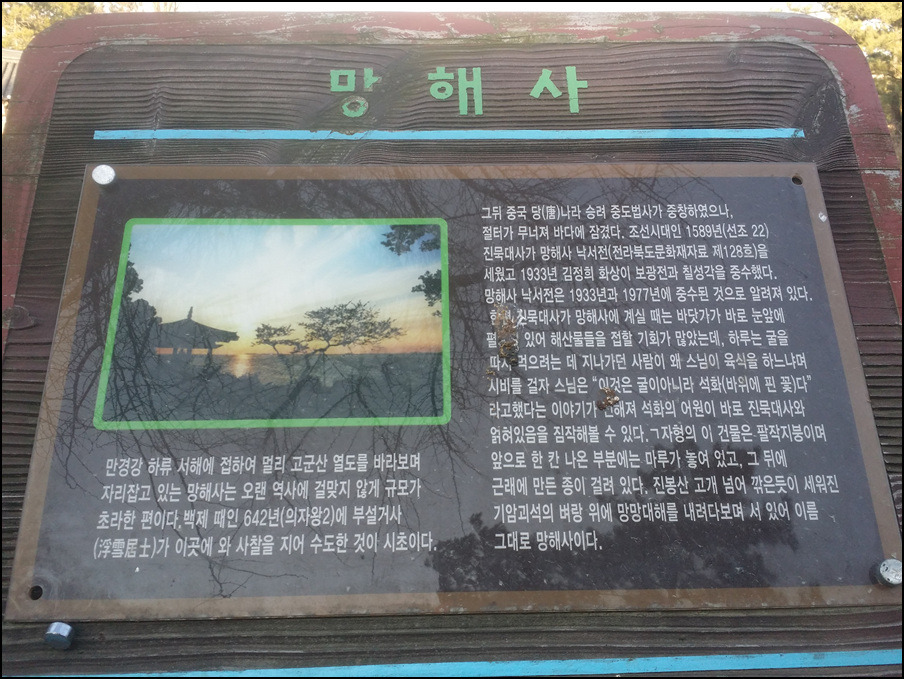 망해사
만경강 하류 서해에 접하여 멀리 고군산 열도를 바라보며
자리잡고 있는 망해사는 오랜 역사에 걸맞지 않게 규모가
초라한 편이다. 백제 때인 642년(의자왕2)에 부설거사
(浮雪居士)가 이곳에 와 사찰을 지어 수도한 것이 시초이다.
그뒤 중국 당(唐)나라 승려 중도법사가 중창하였으나,
절터가 무너져 바다에 잠겼다. 조선시대인 1589년(선조 22)
진묵대사가 망해사 낙서전(전라북도문화재자료 제128호)을
세웠고 1933년 김정희 화상이 보광전과 칠성각을 중수했다.
망해사 낙서전은 1933년과 1977년에 중수된 것으로 알려져 있다.
진묵대사가 망해사에 계실 때는 바닷가가 바로 눈앞에
있어 해산물들을 접할 기회가 많았는데, 하루는 굴을
먹으려는 데 지나가던 사람이 왜 스님이 육식을 하느냐며
시비를 걸자 스님은 "이것은 굴이아니라 석화(바위에 핀 꽃)다"
라고했다는 이야기가 전해져 석화의 어원이 바로 진묵대사와
얽혀있음을 짐작해볼 수 있다. ㄱ자형의 이 건물은 팔작지붕이며
앞으로 한 칸 나온 부분에는 마루가 놓여 있고, 그 뒤에
근래에 만든 종이 걸려 있다. 진봉산 고개 넘어 깎은듯이 세워진
기암괴석의 벼랑 위에 망망대해를 내려다보며 서 있어 이름
그대로 망해사이다.